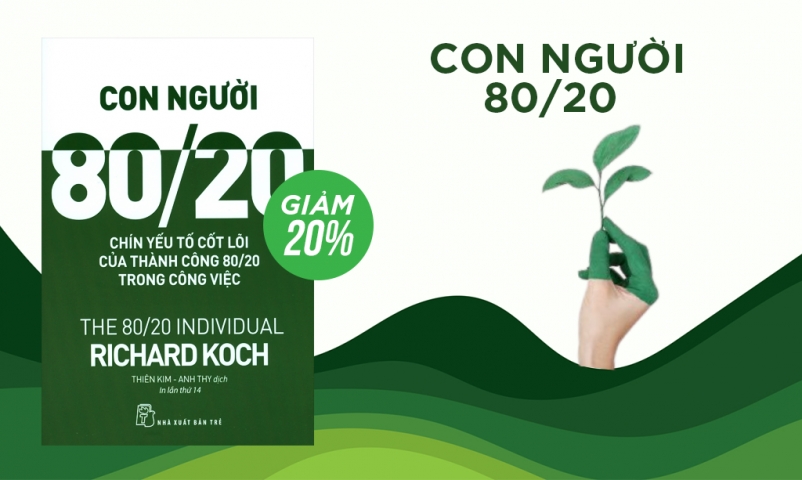 CON NGƯỜI
80/20
CHÍN YẾU TỐ CỐT LÕI
CỦA THÀNH CÔNG 80/20
TRONG CÔNG VIỆC
THE 80/20 INDIVIDUAL
RICHARD KOCH
THIÊN KIM - ANH THY dịch
In lần thứ 14
NHÀ XUẤT BẢN TRẺ
GIẢM
20%
CON NGƯỜI
80/20